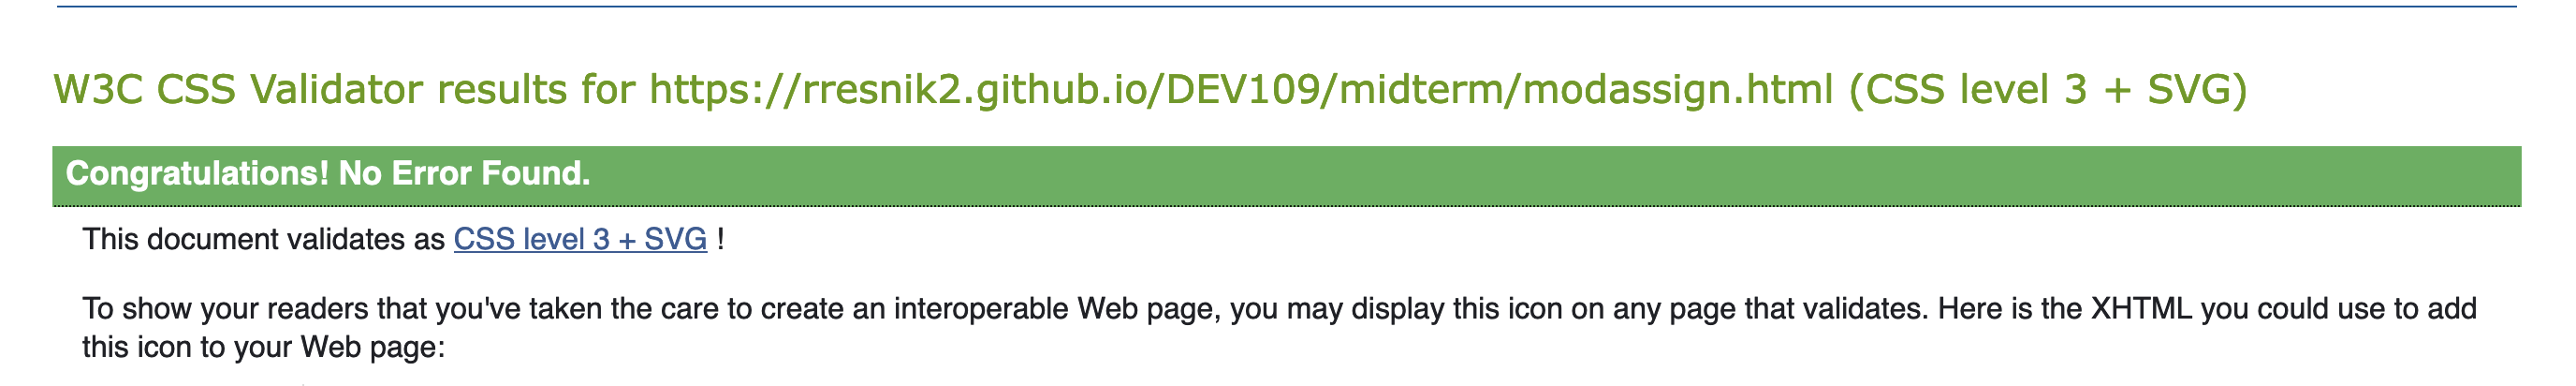 W3C CSS Validator results for https://rresnik2.github.io/DEV109/midterm/modassign.html (CSS level 3 + SVG)
Congratulations! No Error Found.
This document validates as CSS level 3 + SVG !
To show your readers that you've taken the care to create an interoperable Web page, you may display this icon on any page that validates. Here is the XHTML you could use to add
this icon to your Web page: